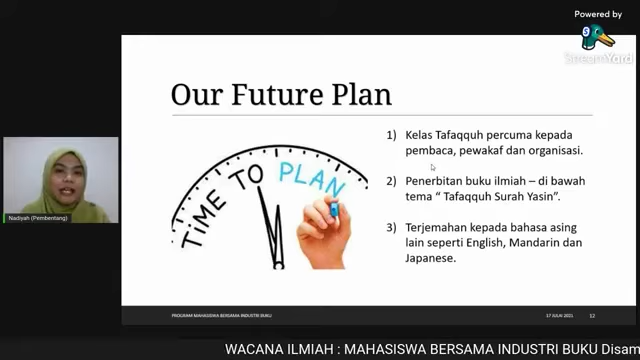 Powered by
StreamYard
Our Future Plan
TIME TO PLAN
1) Kelas Tafaqquh percuma kepada
pembaca, pewakaf dan organisasi.
2) Penerbitan buku ilmiah – di bawah
tema “ Tafaqquh Surah Yasin”.
3) Terjemahan kepada bahasa asing
lain seperti English, Mandarin dan
Japanese.
Nadiyah (Pembentang)
PROGRAM MAHASISWA BERSAMA INDUSTRI BUKU
17 JULAI 2021
12
WACANA ILMIAH : MAHASISWA BERSAMA INDUSTRI BUKU Disam